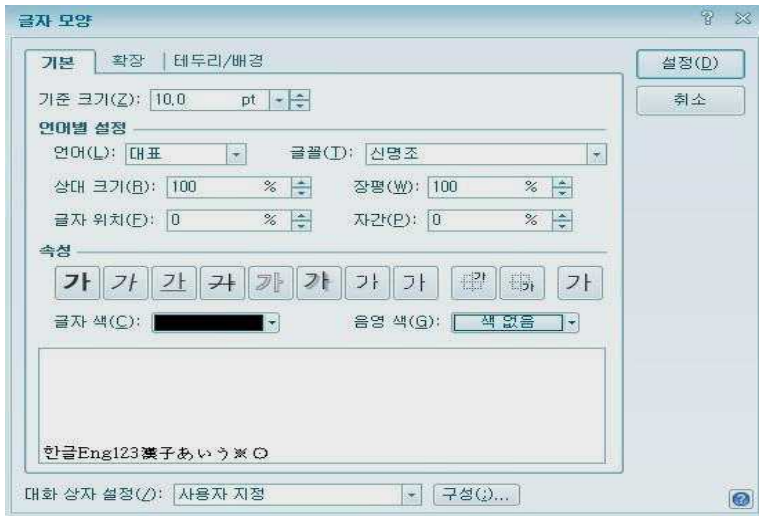 글자 모양
기본 확장 테두리/배경 설정(D)
기준 크기(Z): 10,0 pt 취소
언어별 설정
언어(L): 대표 글꼴(T): 신명조
상대 크기(R): 100 % 장평(W): 100 %
글자 위치(E): 0 % 자간(P): 0 %
속성
가 가 가 가 가 가 가 가 가 가 가
글자 색(C): 음영 색(G): 색 없음
한글Eng123漢子あいう※○
대화 상자 설정(/): 사용자 지정 구성(;)...